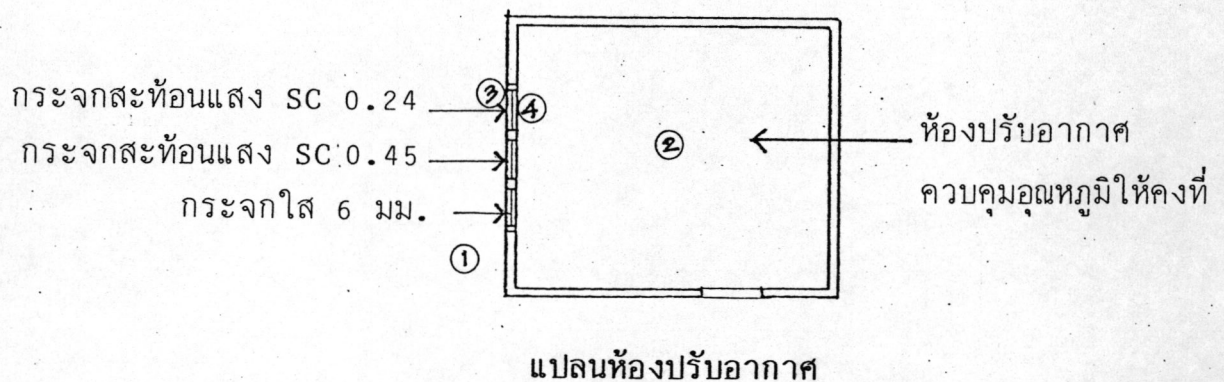 กระจกสะท้อนแสง SC 0.24
③
④
กระจกสะท้อนแสง SC 0.45
กระจกใส 6 มม.
①
②
ห้องปรับอากาศ
ควบคุมอุณหภูมิให้คงที่
แปลนห้องปรับอากาศ